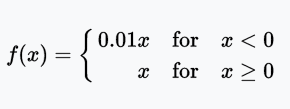 f(x) = { 0.01x for x < 0
x for x ≥ 0